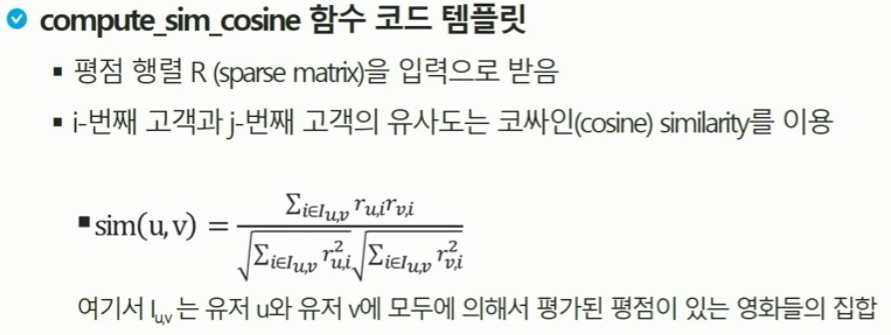 compute_sim_cosine 함수 코드 템플릿
▪ 평점 행렬 R (sparse matrix)을 입력으로 받음
▪ i-번째 고객과 j-번째 고객의 유사도는 코싸인(cosine) similarity를 이용
▪ sim(u, v) = \frac{\sum_{i \in I_{u,v}} r_{u,i} r_{v,i}}{\sqrt{\sum_{i \in I_{u,v}} r_{u,i}^2} \sqrt{\sum_{i \in I_{u,v}} r_{v,i}^2}}
여기서 I_{u,v} 는 유저 u와 유저 v에 모두에 의해서 평가된 평점이 있는 영화들의 집합